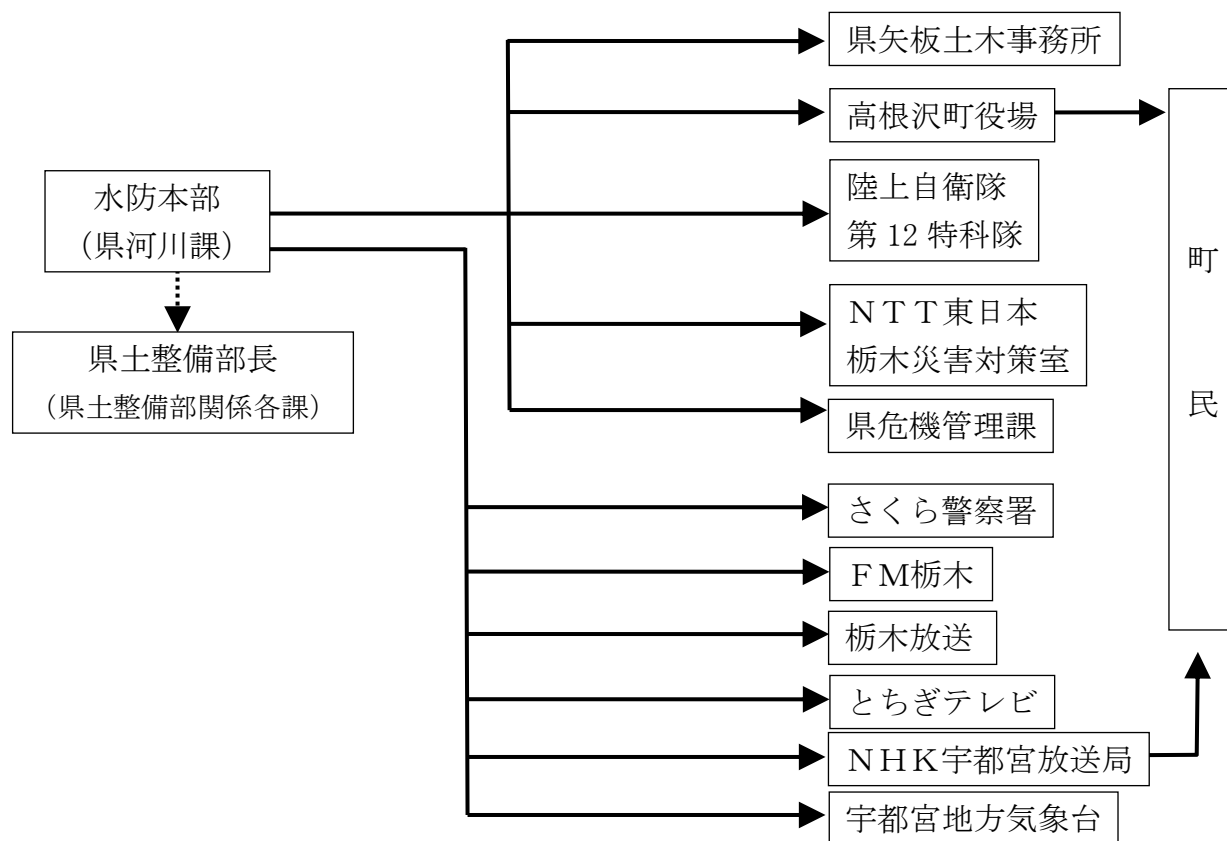 県矢板土木事務所
高根沢町役場
水防本部
(県河川課)
陸上自衛隊
第 12 特科隊
町
民
県土整備部長
(県土整備部関係各課)
ＮＴＴ東日本
栃木災害対策室
県危機管理課
さくら警察署
ＦＭ栃木
栃木放送
とちぎテレビ
ＮＨＫ宇都宮放送局
宇都宮地方気象台